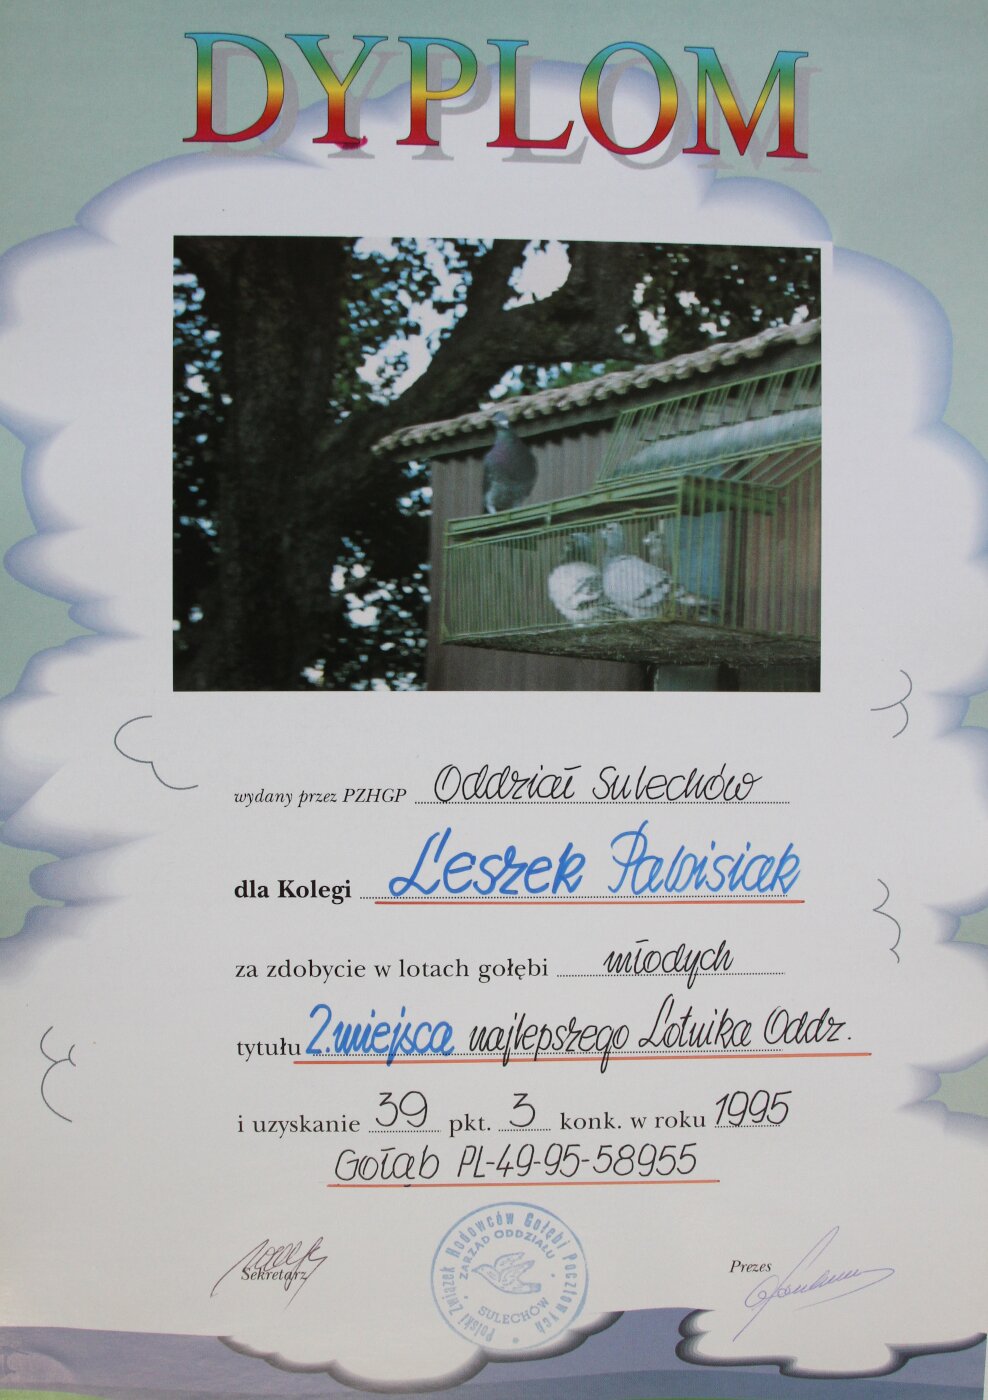 DYPLOM
wydany przez PZHGP Oddział Sulechów
dla Kolegi Leszek Pawisiak
za zdobycie w lotach gołębi młodych
tytułu 2.miejsca najlepszego Lotnika Oddz.
i uzyskanie 39 pkt. 3 konk. w roku 1995
Gołąb PL-49-95-58955
Polski Związek Hodowców Gołębi Pocztowych
ZARZĄD ODDZIAŁU
SULECHÓW
Sekretarz
Prezes